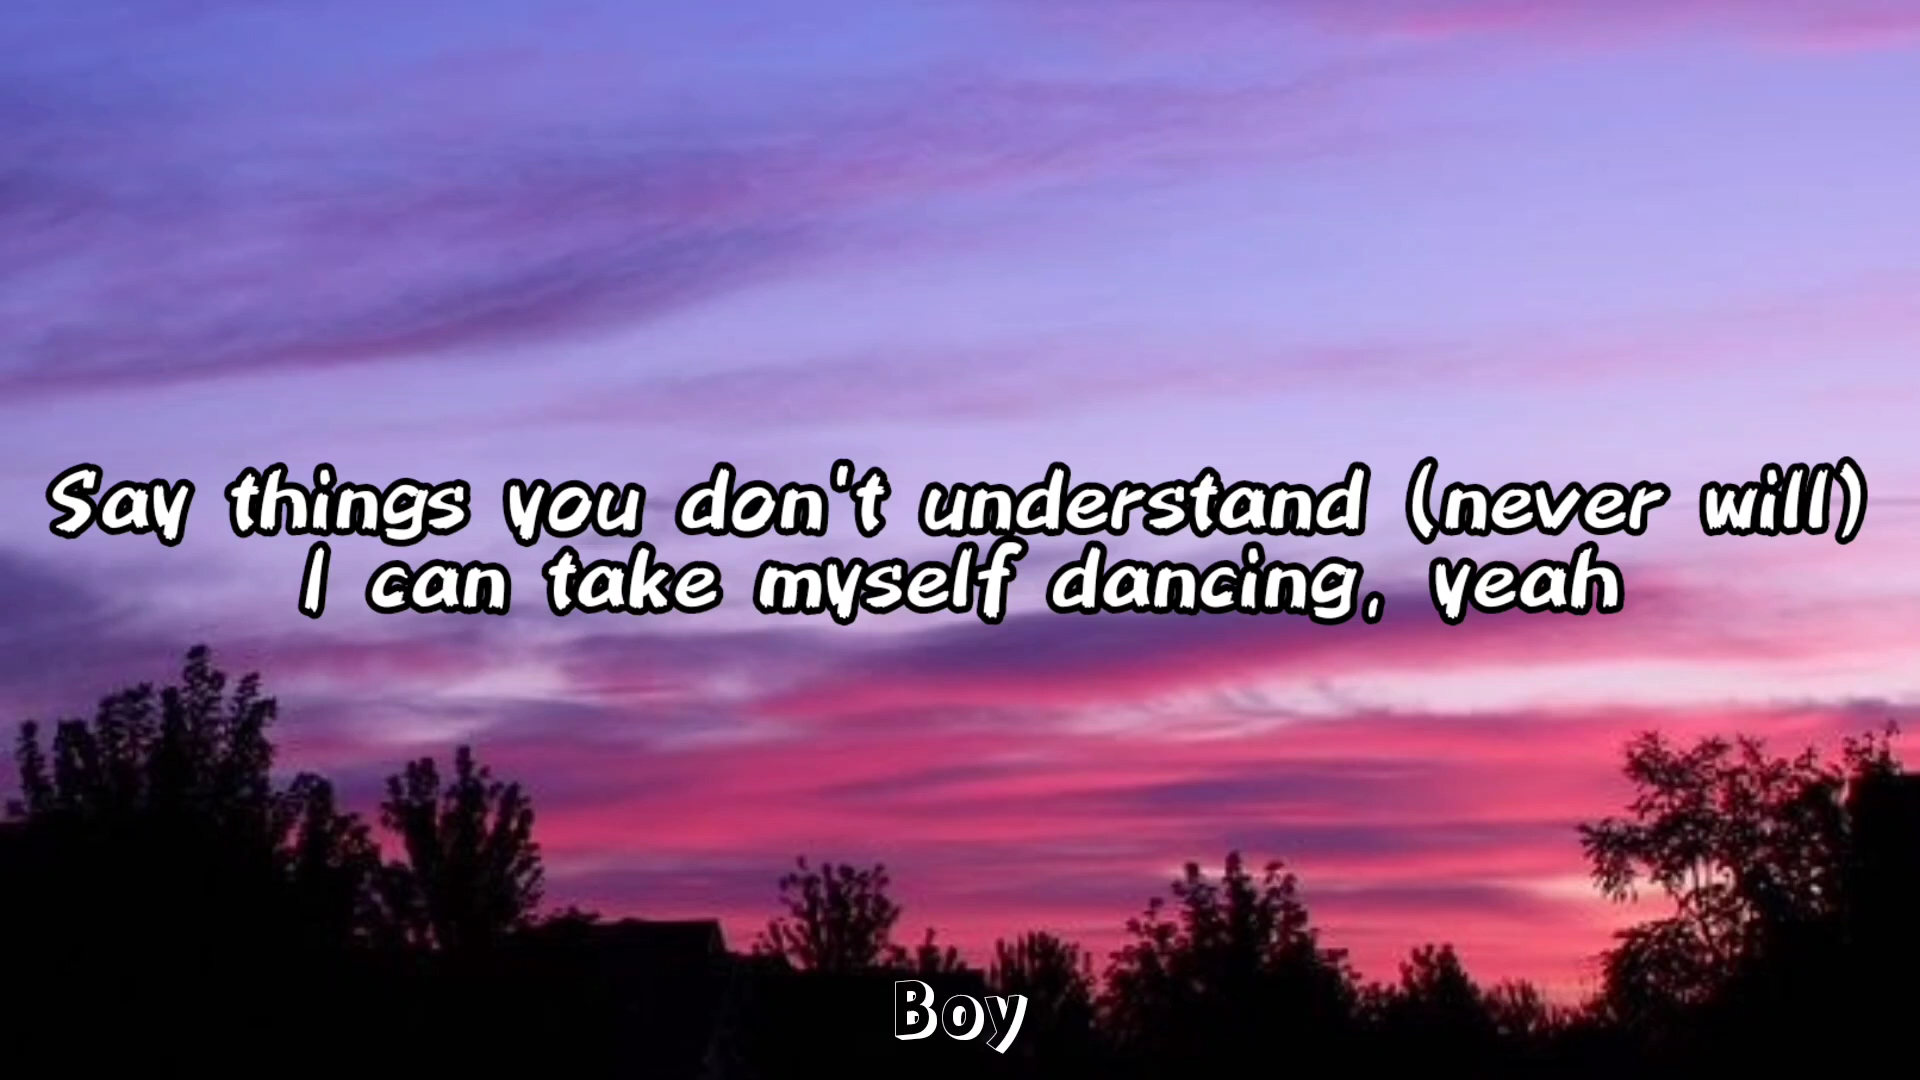 Say things you don't understand (never will)
I can take myself dancing, yeah
Boy